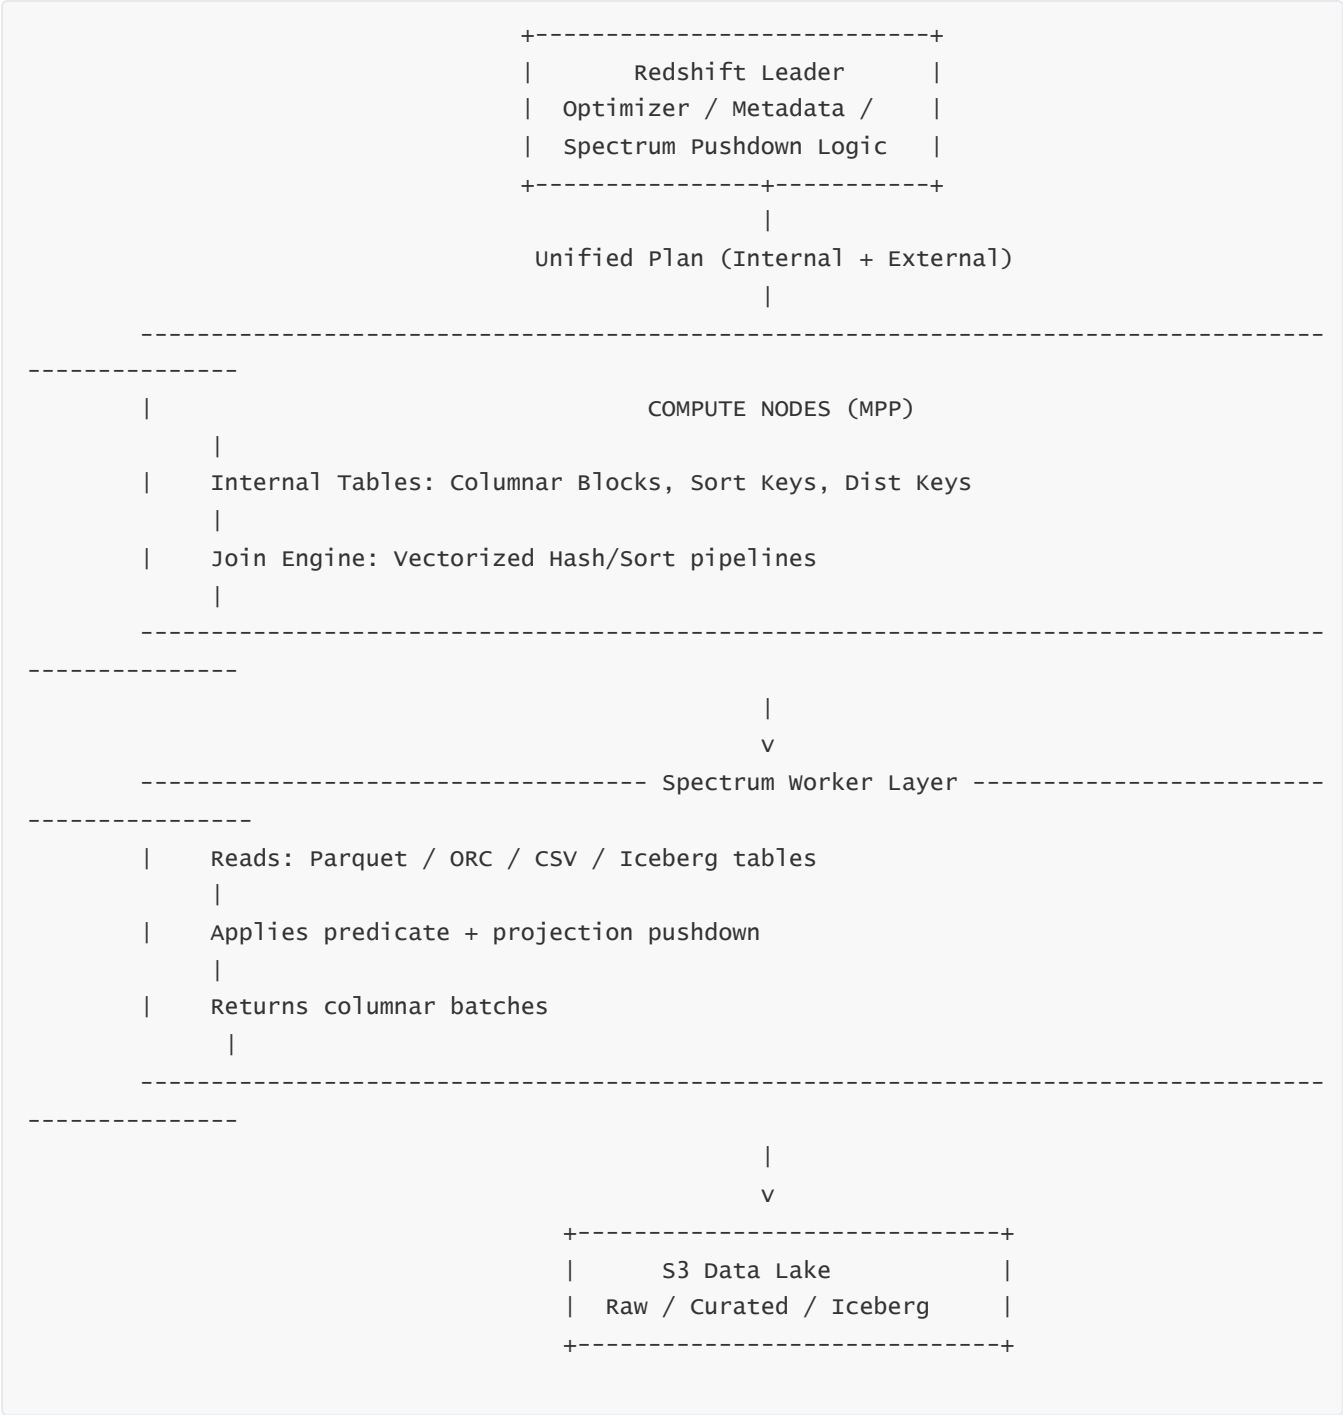 +----------------------------+
|       Redshift Leader      |
|  Optimizer / Metadata /    |
|  Spectrum Pushdown Logic   |
+----------------+-----------+
|
Unified Plan (Internal + External)
|
------------------------------------------------------------------------------------
---------------
|                                   COMPUTE NODES (MPP)
|
|    Internal Tables: Columnar Blocks, Sort Keys, Dist Keys
|
|    Join Engine: Vectorized Hash/Sort pipelines
|
------------------------------------------------------------------------------------
---------------
|
v
------------------------------------ Spectrum Worker Layer -------------------------
----------------
|    Reads: Parquet / ORC / CSV / Iceberg tables
|
|    Applies predicate + projection pushdown
|
|    Returns columnar batches
|
------------------------------------------------------------------------------------
---------------
|
v
+------------------------------+
|      S3 Data Lake            |
|  Raw / Curated / Iceberg     |
+------------------------------+